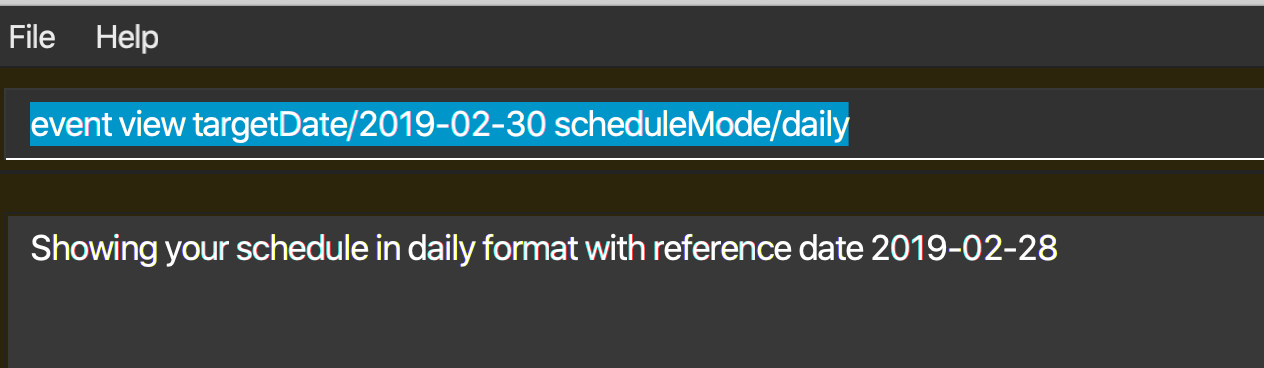 File Help
event view targetDate/2019-02-30 scheduleMode/daily
Showing your schedule in daily format with reference date 2019-02-28